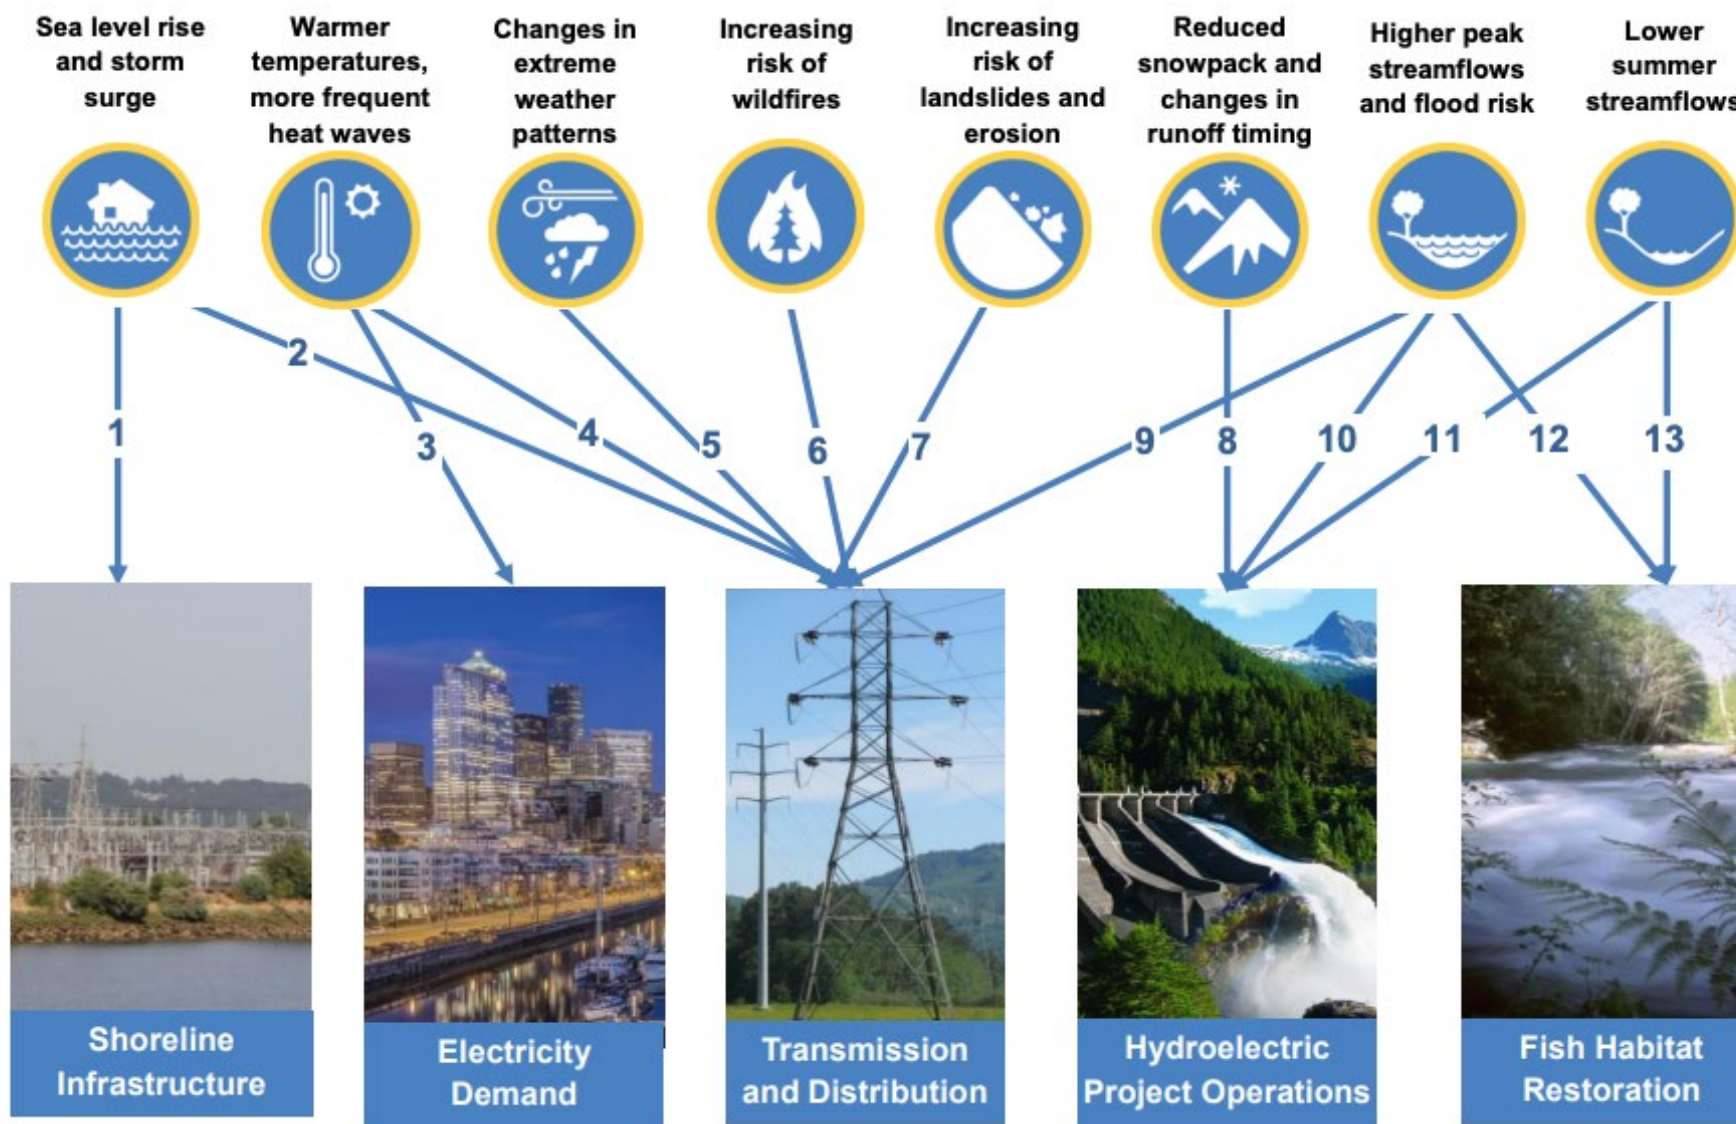 Sea level rise
and storm
surge
Warmer
temperatures,
more frequent
heat waves
Changes in
extreme
weather
patterns
Increasing
risk of
wildfires
Increasing
risk of
landslides and
erosion
Reduced
snowpack and
changes in
runoff timing
Higher peak
streamflows
and flood risk
Lower
summer
streamflows
1
2
3
4
5
6
7
9
8
10
11
12
13
Shoreline
Infrastructure
Electricity
Demand
Transmission
and Distribution
Hydroelectric
Project Operations
Fish Habitat
Restoration